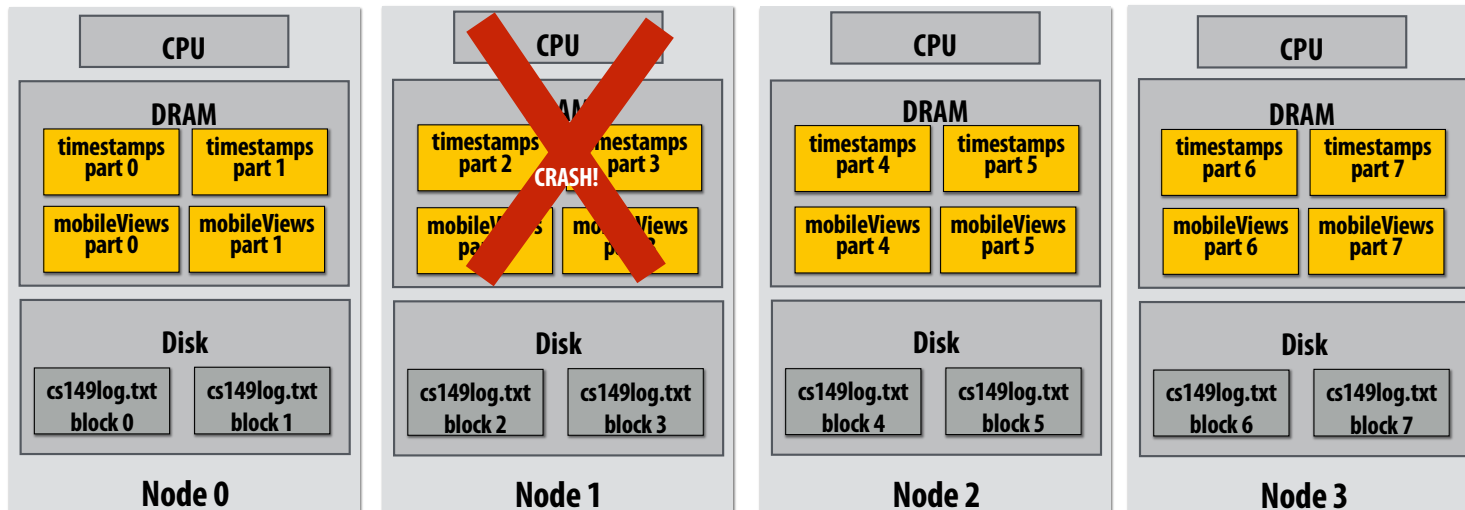 CPU
DRAM
timestamps
part 0
timestamps
part 1
mobileViews
part 0
mobileViews
part 1
Disk
cs149log.txt
block 0
cs149log.txt
block 1
Node 0
CPU
timestamps
part 2
part 3
CRASH!
Disk
cs149log.txt
block 2
cs149log.txt
block 3
Node 1
CPU
DRAM
timestamps
part 4
timestamps
part 5
mobileViews
part 4
mobileViews
part 5
Disk
cs149log.txt
block 4
cs149log.txt
block 5
Node 2
CPU
DRAM
timestamps
part 6
timestamps
part 7
mobileViews
part 6
mobileViews
part 7
Disk
cs149log.txt
block 6
cs149log.txt
block 7
Node 3